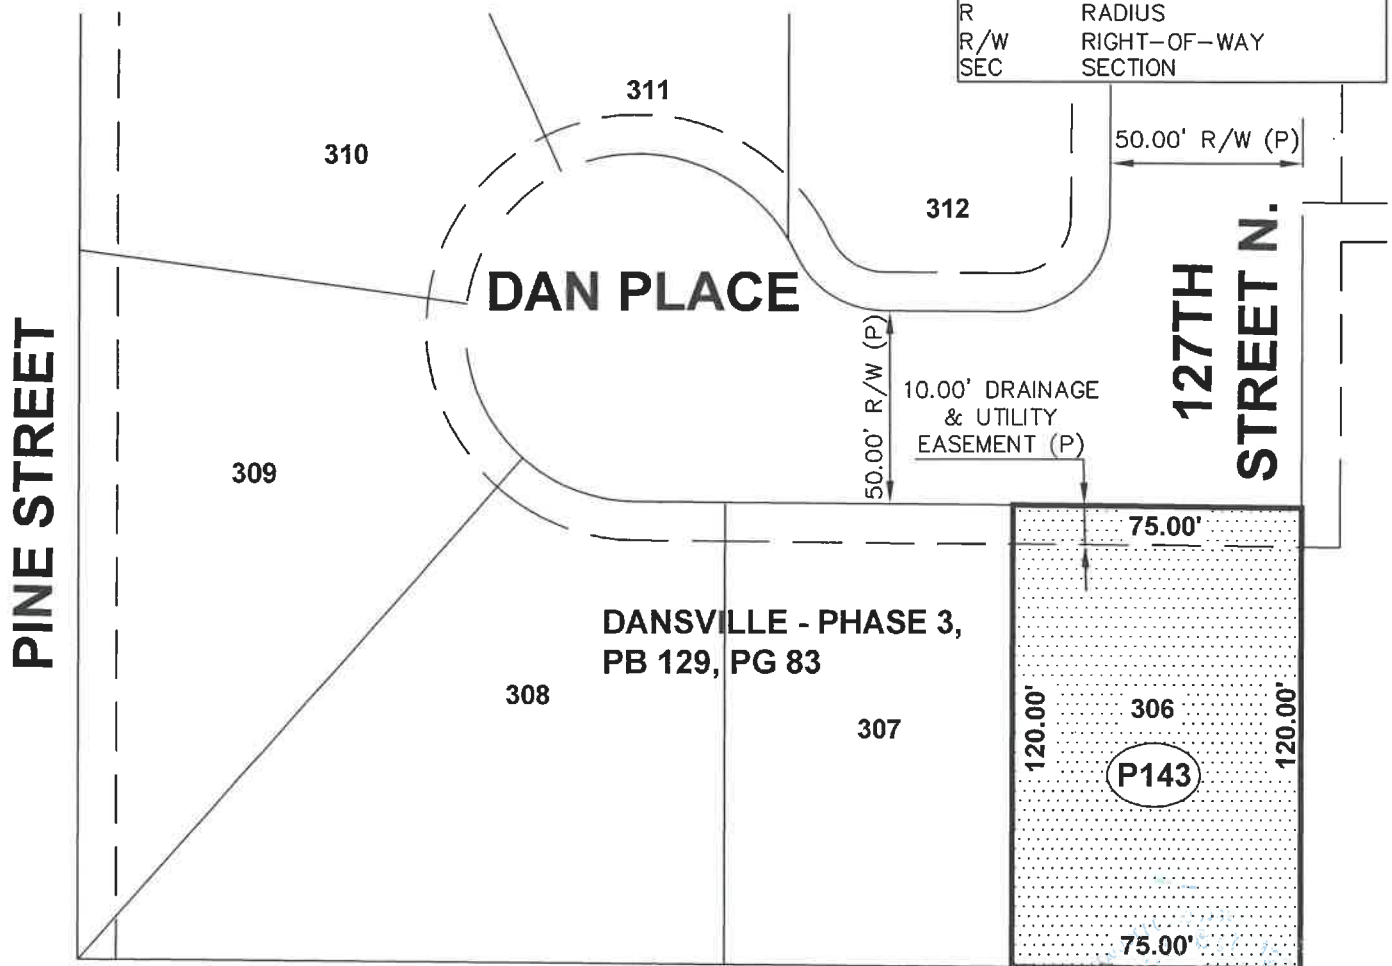 R RADIUS
R/W RIGHT-OF-WAY
SEC SECTION
311
50.00' R/W (P)
310
312
DAN PLACE
127TH
STREET N.
PINE STREET
50.00' R/W (P)
10.00' DRAINAGE
& UTILITY
EASEMENT (P)
309
75.00'
DANSVILLE - PHASE 3,
PB 129, PG 83
308
307
120.00'
306
120.00'
P143
75.00'